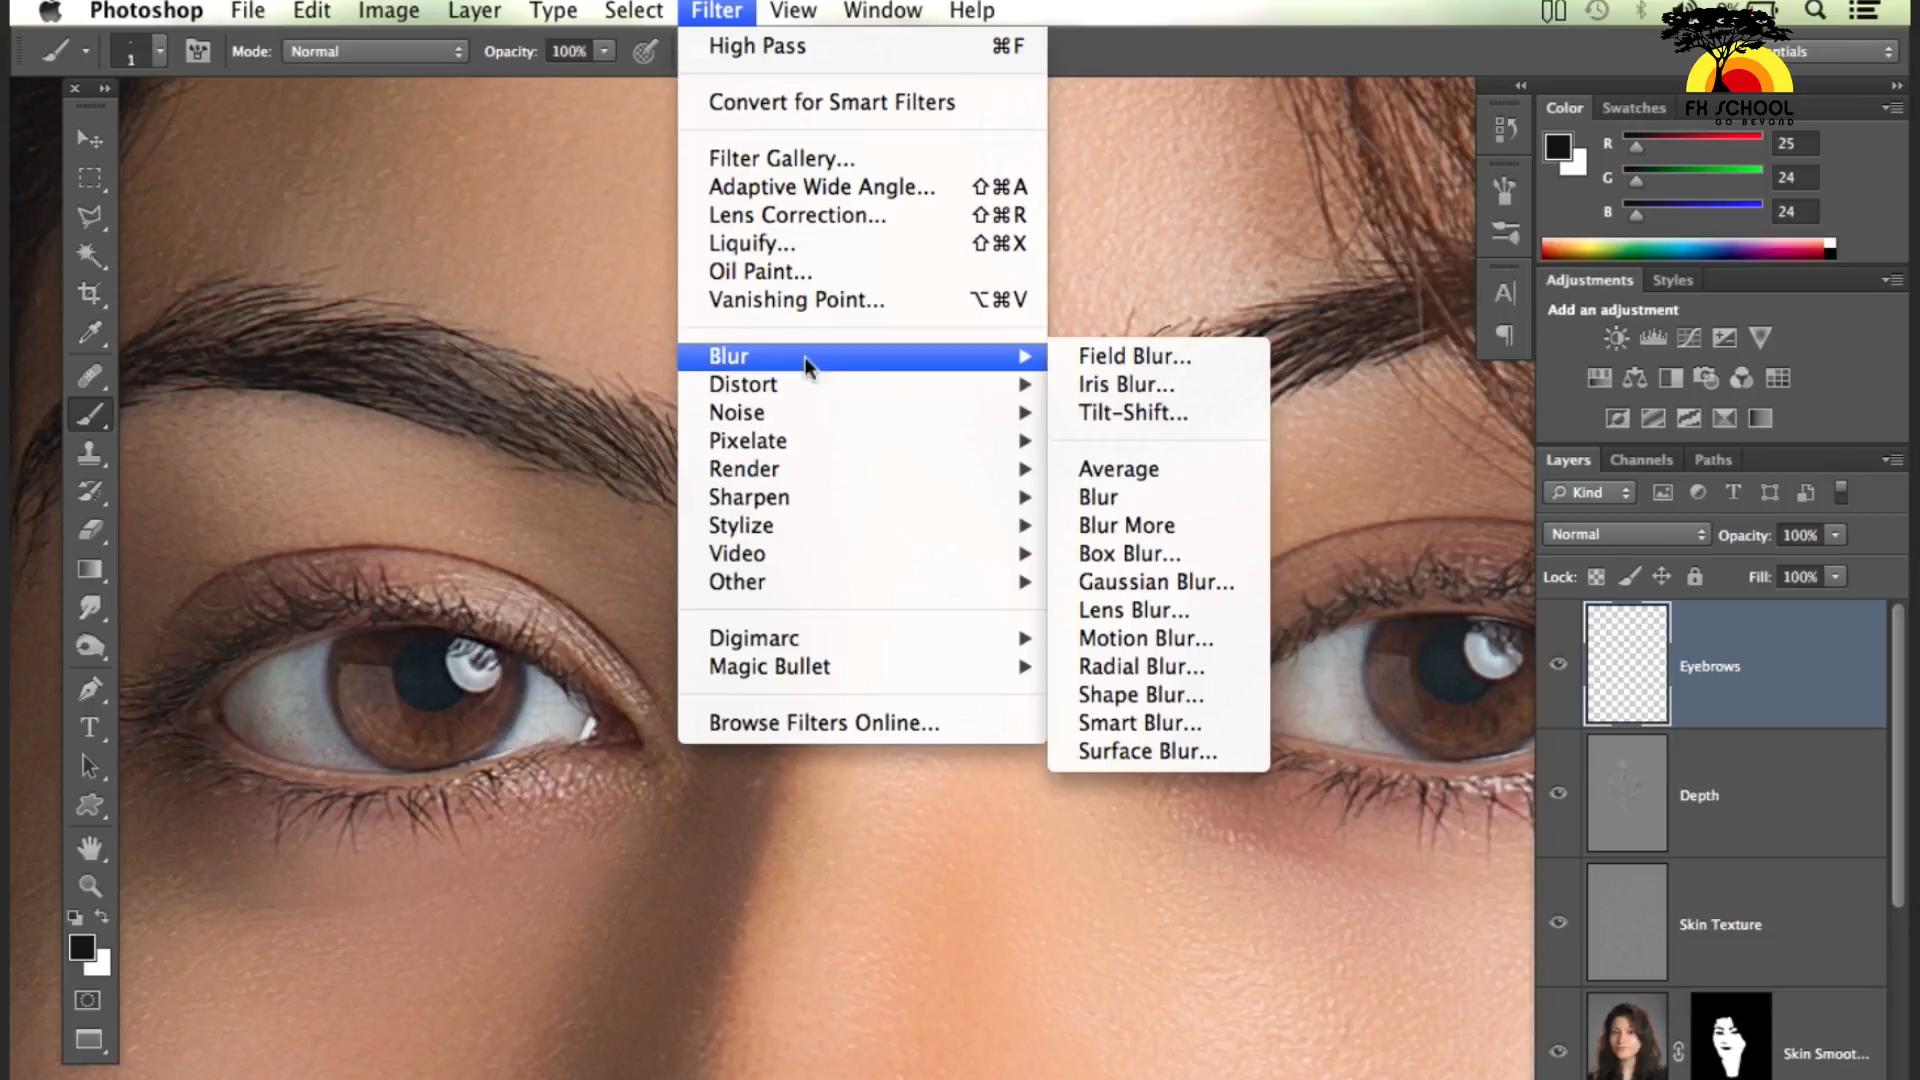 Photoshop File Edit Image Layer Type Select Filter View Window Help
1 Mode: Normal Opacity: 100%
High Pass ⌘F
Convert for Smart Filters
Filter Gallery...
Adaptive Wide Angle... ⇧⌘A
Lens Correction... ⇧⌘R
Liquify... ⇧⌘X
Oil Paint...
Vanishing Point... ⌥⌘V
Blur
Distort
Noise
Pixelate
Render
Sharpen
Stylize
Video
Other
Digimarc
Magic Bullet
Browse Filters Online...
Field Blur...
Iris Blur...
Tilt-Shift...
Average
Blur
Blur More
Box Blur...
Gaussian Blur...
Lens Blur...
Motion Blur...
Radial Blur...
Shape Blur...
Smart Blur...
Surface Blur...
FX SCHOOL
GO BEYOND
Color Swatches
R 25
G 24
B 24
Adjustments Styles
Add an adjustment
Layers Channels Paths
Kind
Normal Opacity: 100%
Lock: Fill: 100%
Eyebrows
Depth
Skin Texture
Skin Smoot...